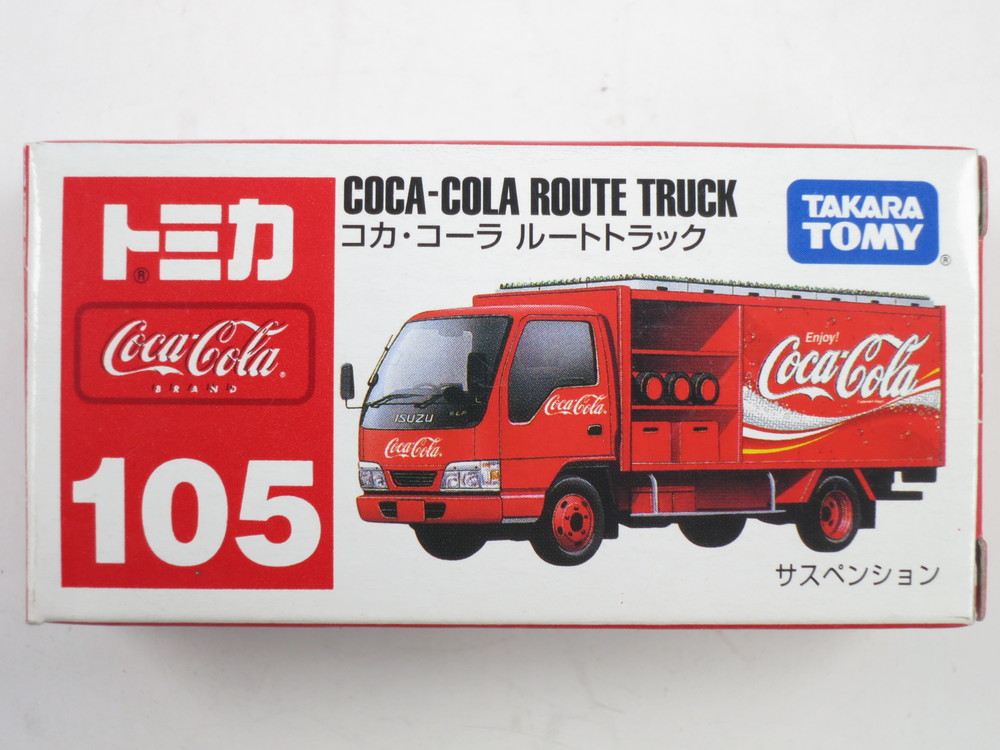 トミカ
®
Coca-Cola®
BRAND
105
COCA-COLA ROUTE TRUCK
コカ・コーラ ルートトラック
TAKARA
TOMY
®
Enjoy!
Coca-Cola
Coca-Cola
ISUZU
ELF
Coca-Cola
サスペンション